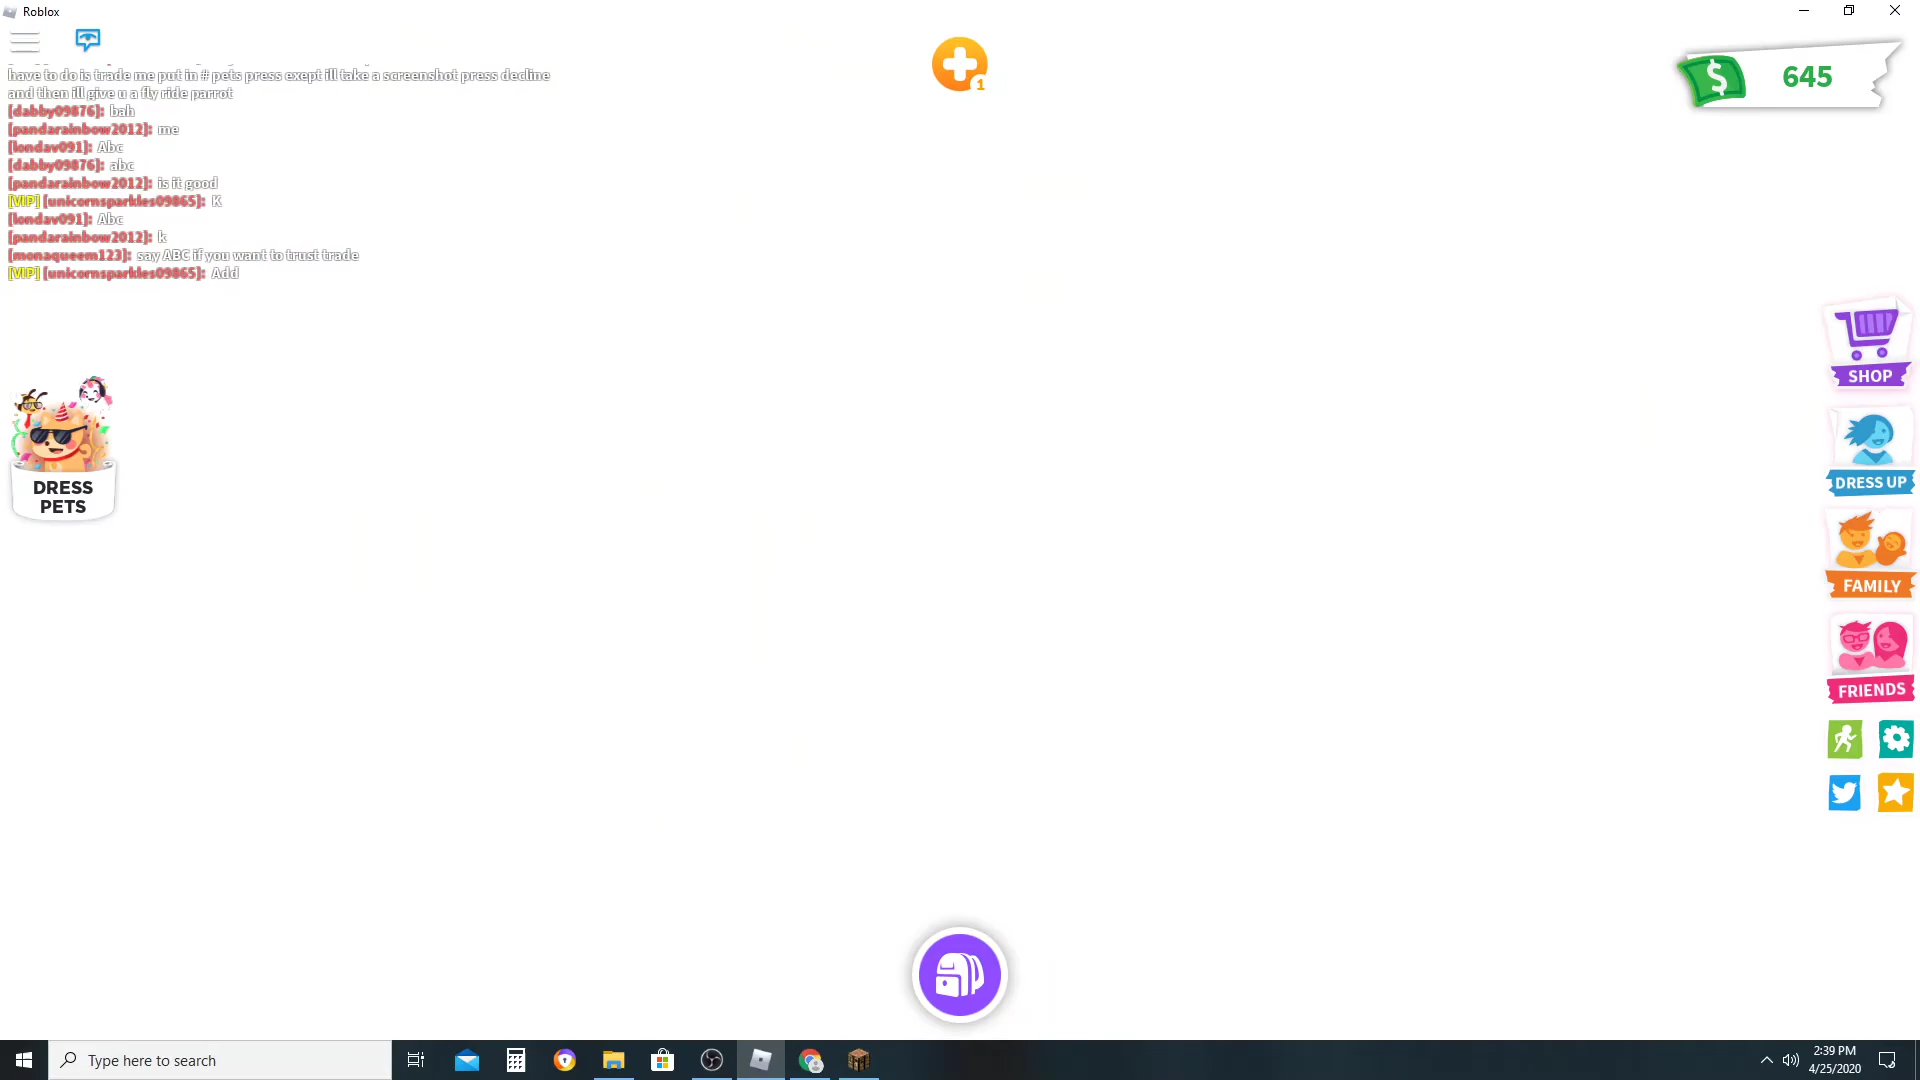 Roblox
have to do is trade me put in # pets press exept ill take a screenshot press decline
and then ill give u a fly ride parrot
[dabby09876]: bah
[pandarainbow2012]: me
[londav091]: Abc
[dabby09876]: abc
[pandarainbow2012]: is it good
[VIP] [unicornsparkles09865]: K
[londav091]: Abc
[pandarainbow2012]: k
[monaqueem123]: say ABC if you want to trust trade
[VIP] [unicornsparkles09865]: Add
1
645
DRESS
PETS
SHOP
DRESS UP
FAMILY
FRIENDS
Type here to search
2:39 PM
4/25/2020